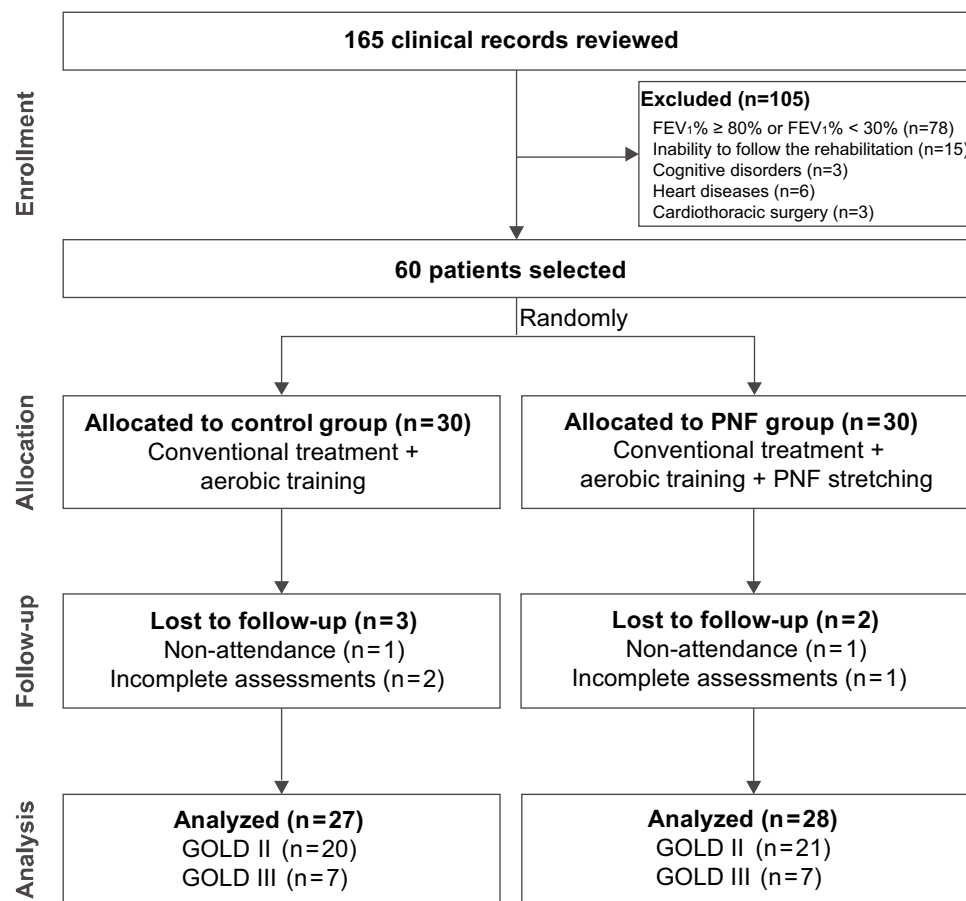 Enrollment
165 clinical records reviewed
Excluded (n=105)
FEV₁% ≥ 80% or FEV₁% < 30% (n=78)
Inability to follow the rehabilitation (n=15)
Cognitive disorders (n=3)
Heart diseases (n=6)
Cardiothoracic surgery (n=3)
60 patients selected
Randomly
Allocation
Allocated to control group (n=30)
Conventional treatment +
aerobic training
Allocated to PNF group (n=30)
Conventional treatment +
aerobic training + PNF stretching
Follow-up
Lost to follow-up (n=3)
Non-attendance (n=1)
Incomplete assessments (n=2)
Lost to follow-up (n=2)
Non-attendance (n=1)
Incomplete assessments (n=1)
Analysis
Analyzed (n=27)
GOLD II (n=20)
GOLD III (n=7)
Analyzed (n=28)
GOLD II (n=21)
GOLD III (n=7)